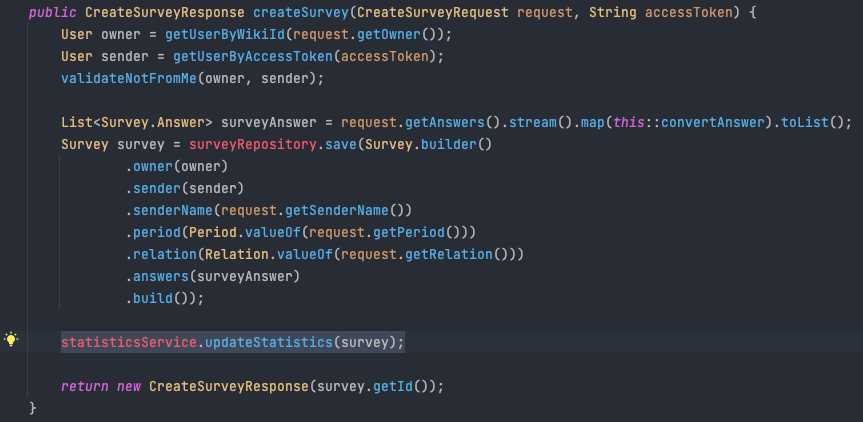 public CreateSurveyResponse createSurvey(CreateSurveyRequest request, String accessToken) {
User owner = getUserByWikiId(request.getOwner());
User sender = getUserByAccessToken(accessToken);
validateNotFromMe(owner, sender);
List<Survey.Answer> surveyAnswer = request.getAnswers().stream().map(this::convertAnswer).toList();
Survey survey = surveyRepository.save(Survey.builder()
.owner(owner)
.sender(sender)
.senderName(request.getSenderName())
.period(Period.valueOf(request.getPeriod()))
.relation(Relation.valueOf(request.getRelation()))
.answers(surveyAnswer)
.build());
statisticsService.updateStatistics(survey);
return new CreateSurveyResponse(survey.getId());
}